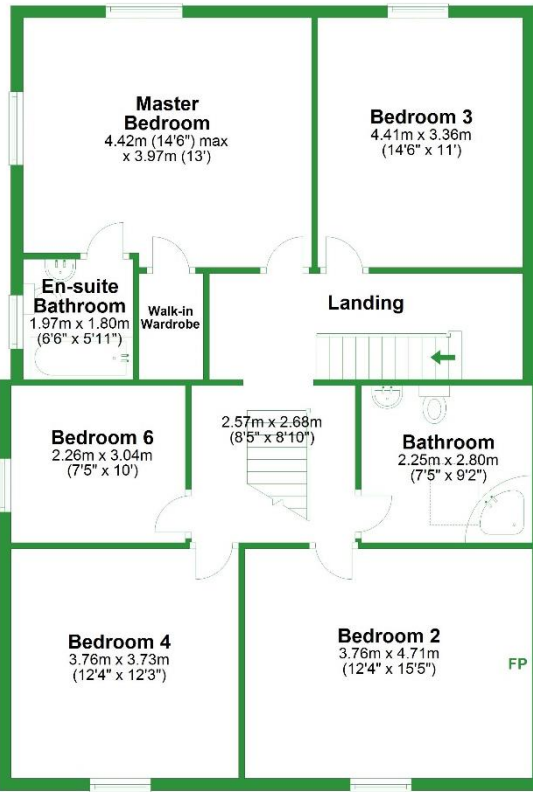 Master
Bedroom
4.42m (14'6") max
x 3.97m (13')
Bedroom 3
4.41m x 3.36m
(14'6" x 11')
En-suite
Bathroom
1.97m x 1.80m
(6'6" x 5'11")
Walk-in
Wardrobe
Landing
Bedroom 6
2.26m x 3.04m
(7'5" x 10')
2.57m x 2.68m
(8'5" x 8'10")
Bathroom
2.25m x 2.80m
(7'5" x 9'2")
Bedroom 4
3.76m x 3.73m
(12'4" x 12'3")
Bedroom 2
3.76m x 4.71m
(12'4" x 15'5")
FP